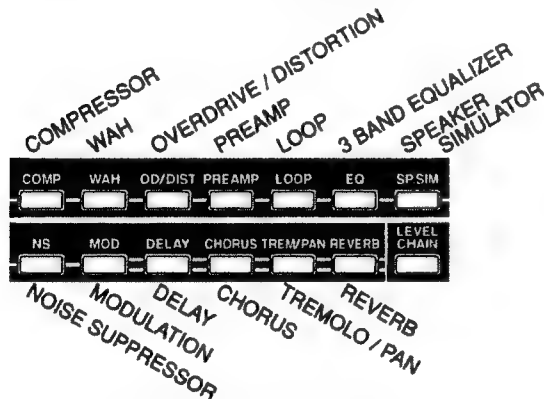 COMPRESSOR
WAH
OVERDRIVE / DISTORTION
PREAMP
LOOP
3 BAND EQUALIZER
SPEAKER
SIMULATOR
COMP WAH OD/DIST PREAMP LOOP EQ SP.SIM
NS MOD DELAY CHORUS TREM/PAN REVERB LEVEL
CHAIN
NOISE SUPPRESSOR
MODULATION
DELAY
CHORUS
TREMOLO / PAN
REVERB